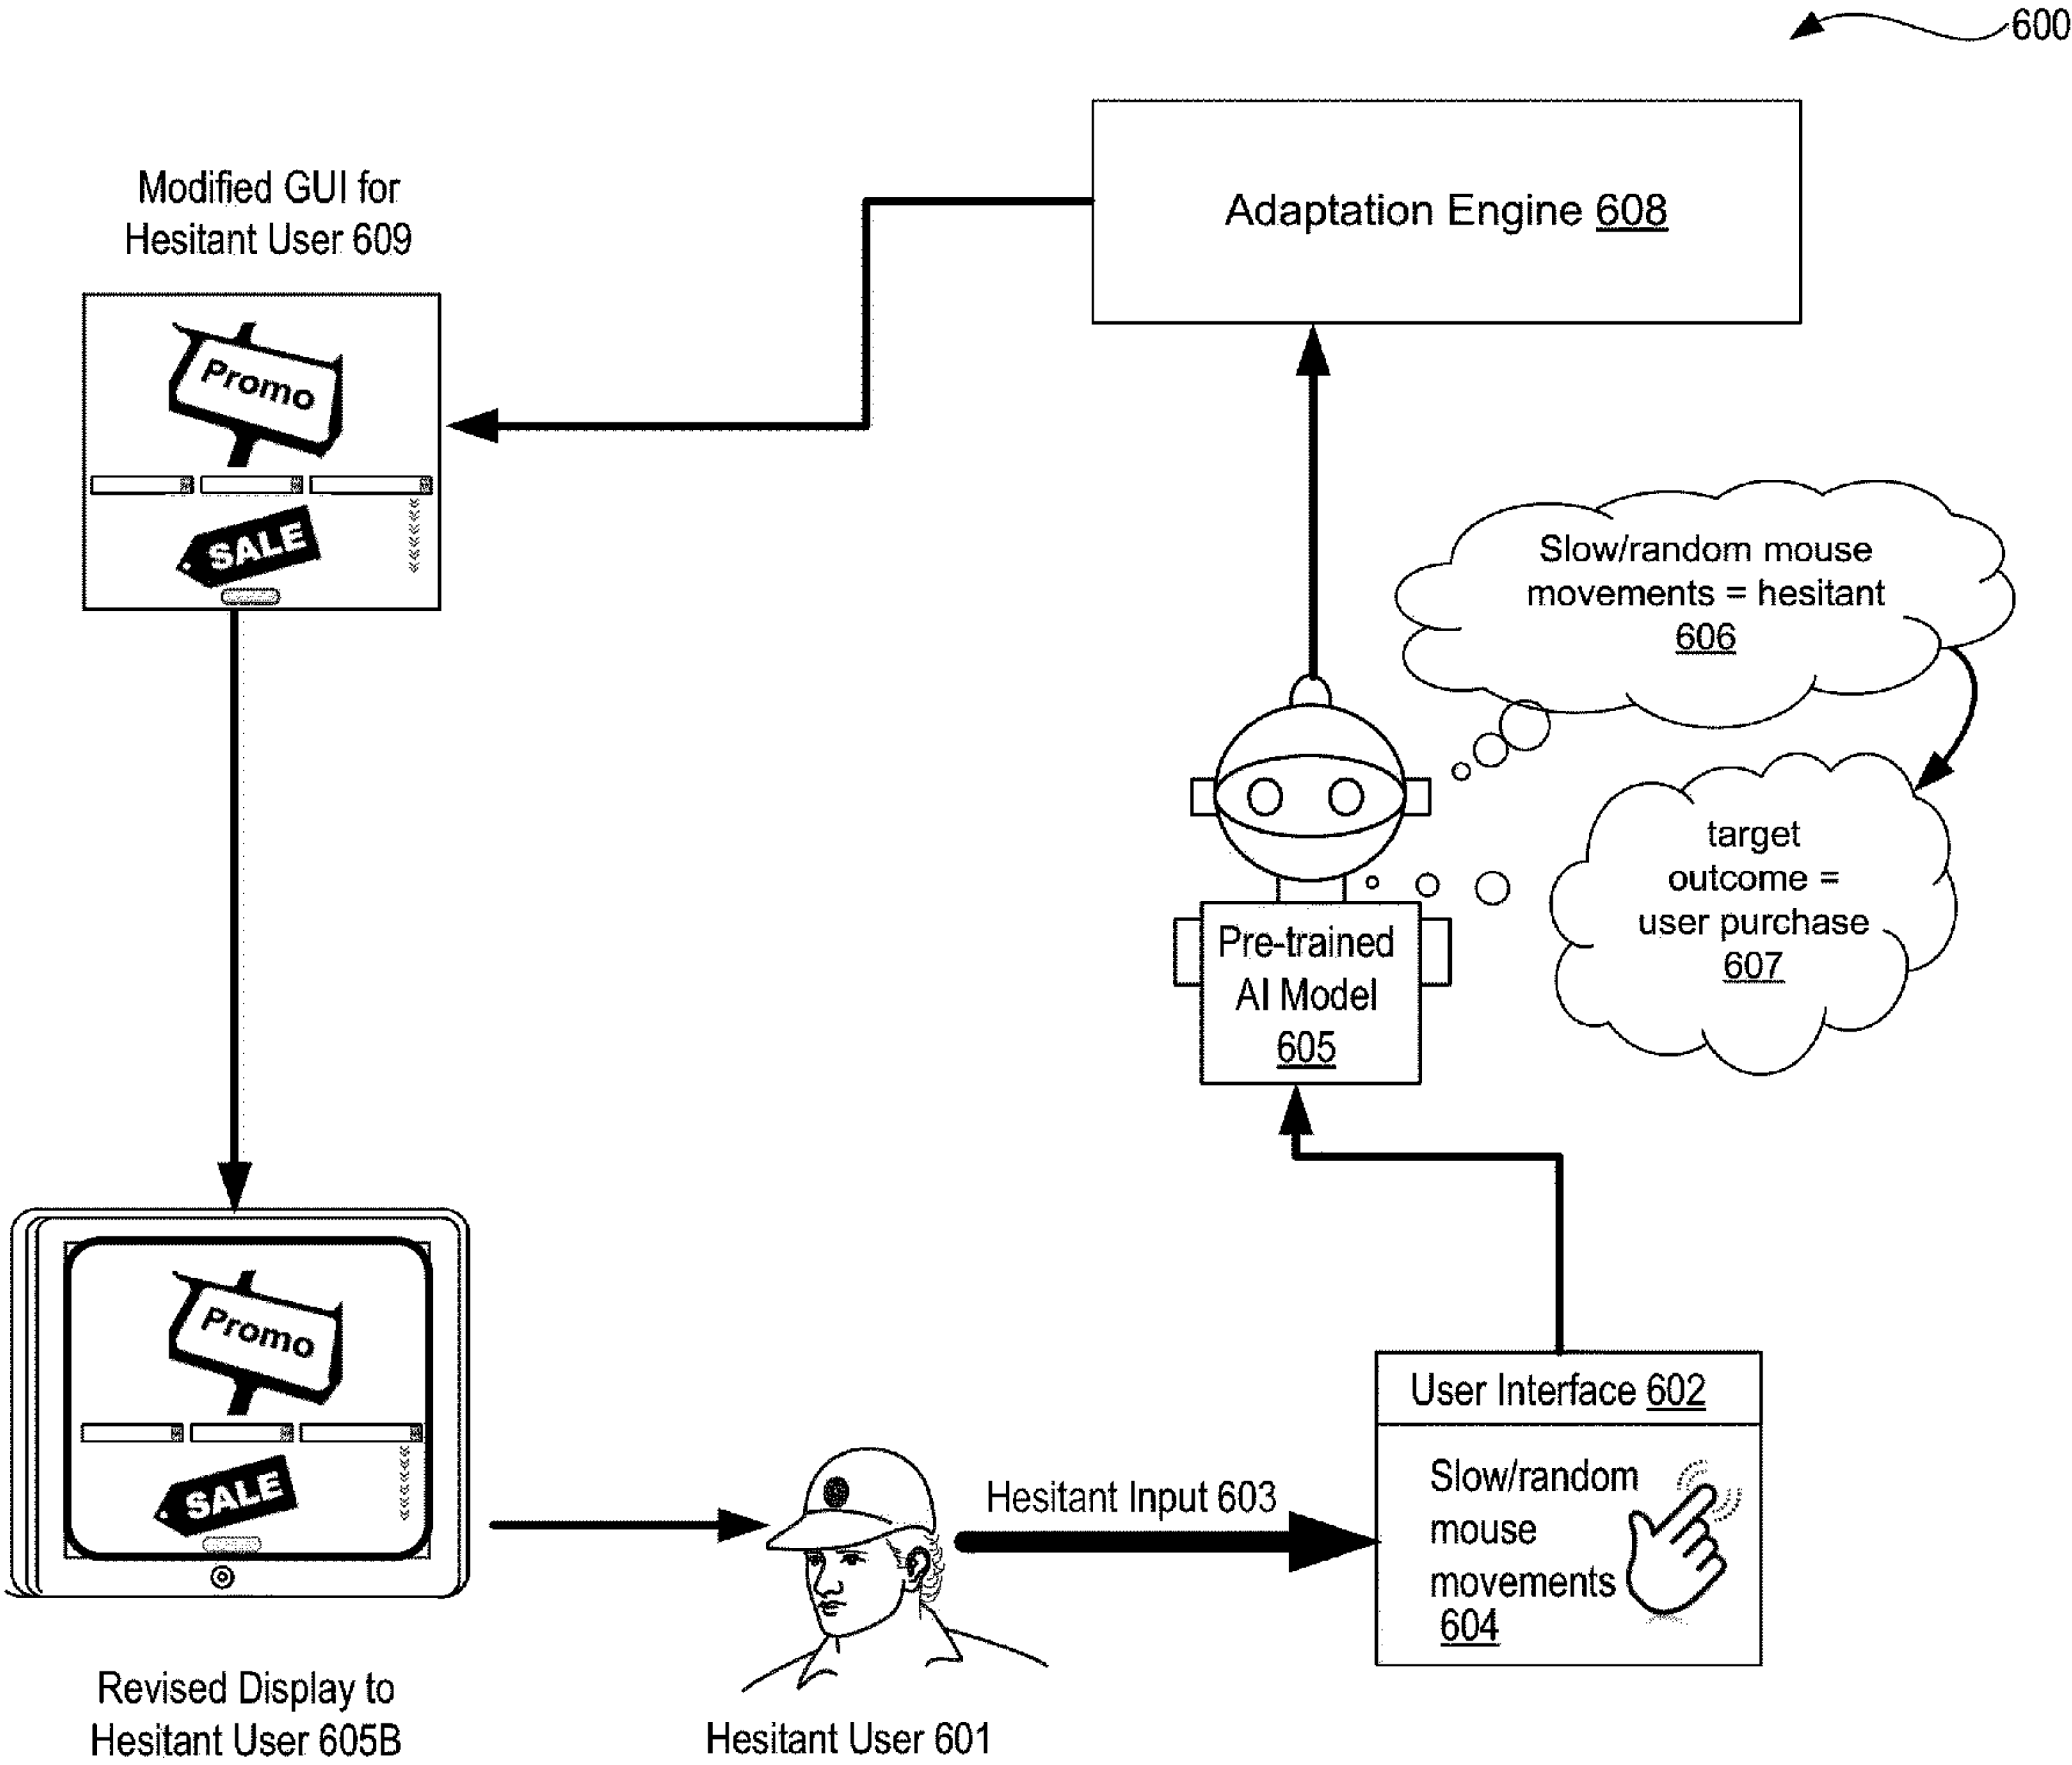 600
Adaptation Engine 608
Modified GUI for
Hesitant User 609
Promo
SALE
Slow/random mouse
movements = hesitant
606
target
outcome =
user purchase
607
Pre-trained
AI Model
605
Promo
SALE
Revised Display to
Hesitant User 605B
Hesitant User 601
Hesitant Input 603
User Interface 602
Slow/random
mouse
movements
604